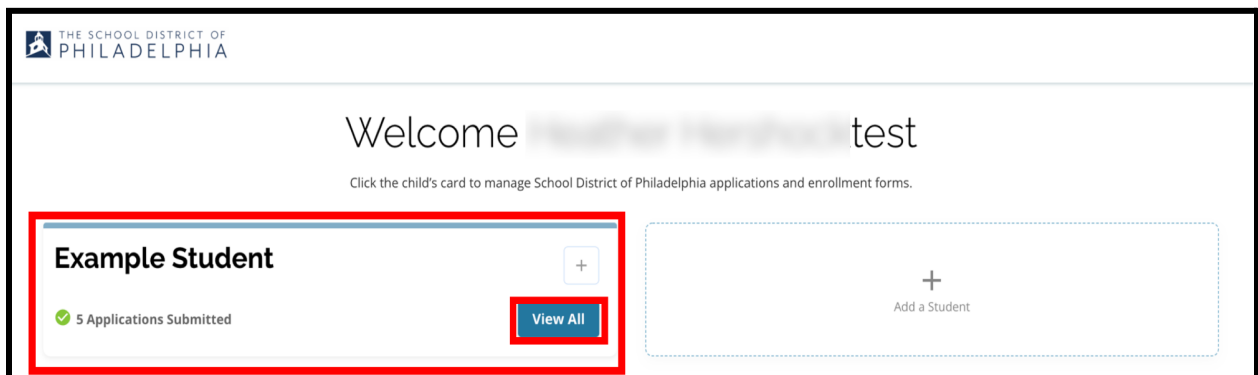 THE SCHOOL DISTRICT OF
PHILADELPHIA
Welcome test
Click the child's card to manage School District of Philadelphia applications and enrollment forms.
Example Student
+
5 Applications Submitted
View All
+
Add a Student